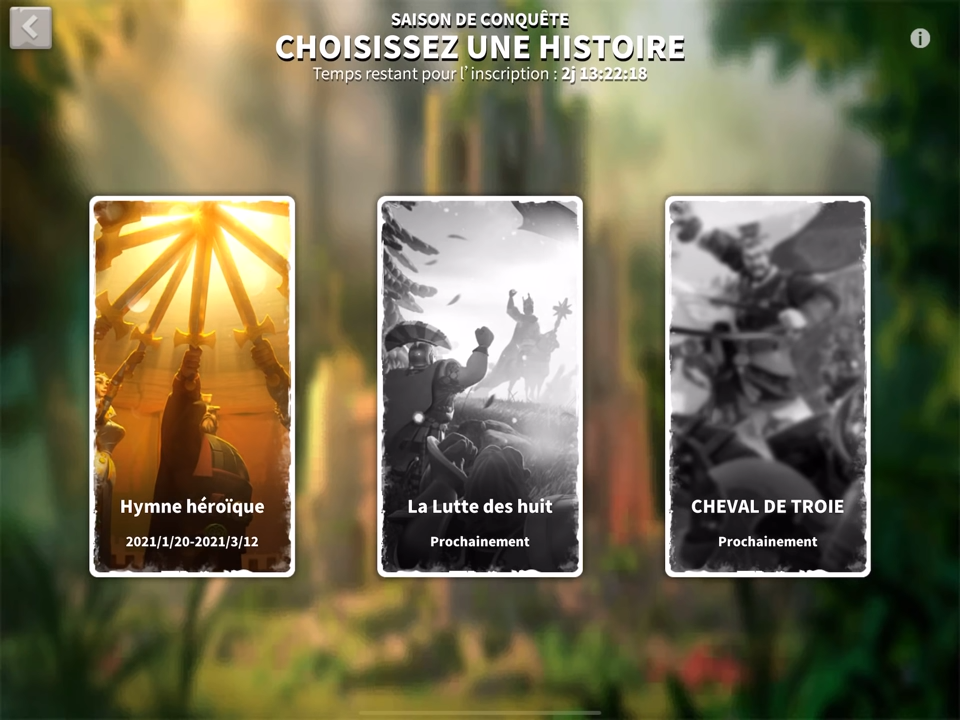 SAISON DE CONQUÊTE
CHOISISSEZ UNE HISTOIRE
Temps restant pour l'inscription : 2j 13:22:18
Hymne héroïque
2021/1/20-2021/3/12
La Lutte des huit
Prochainement
CHEVAL DE TROIE
Prochainement